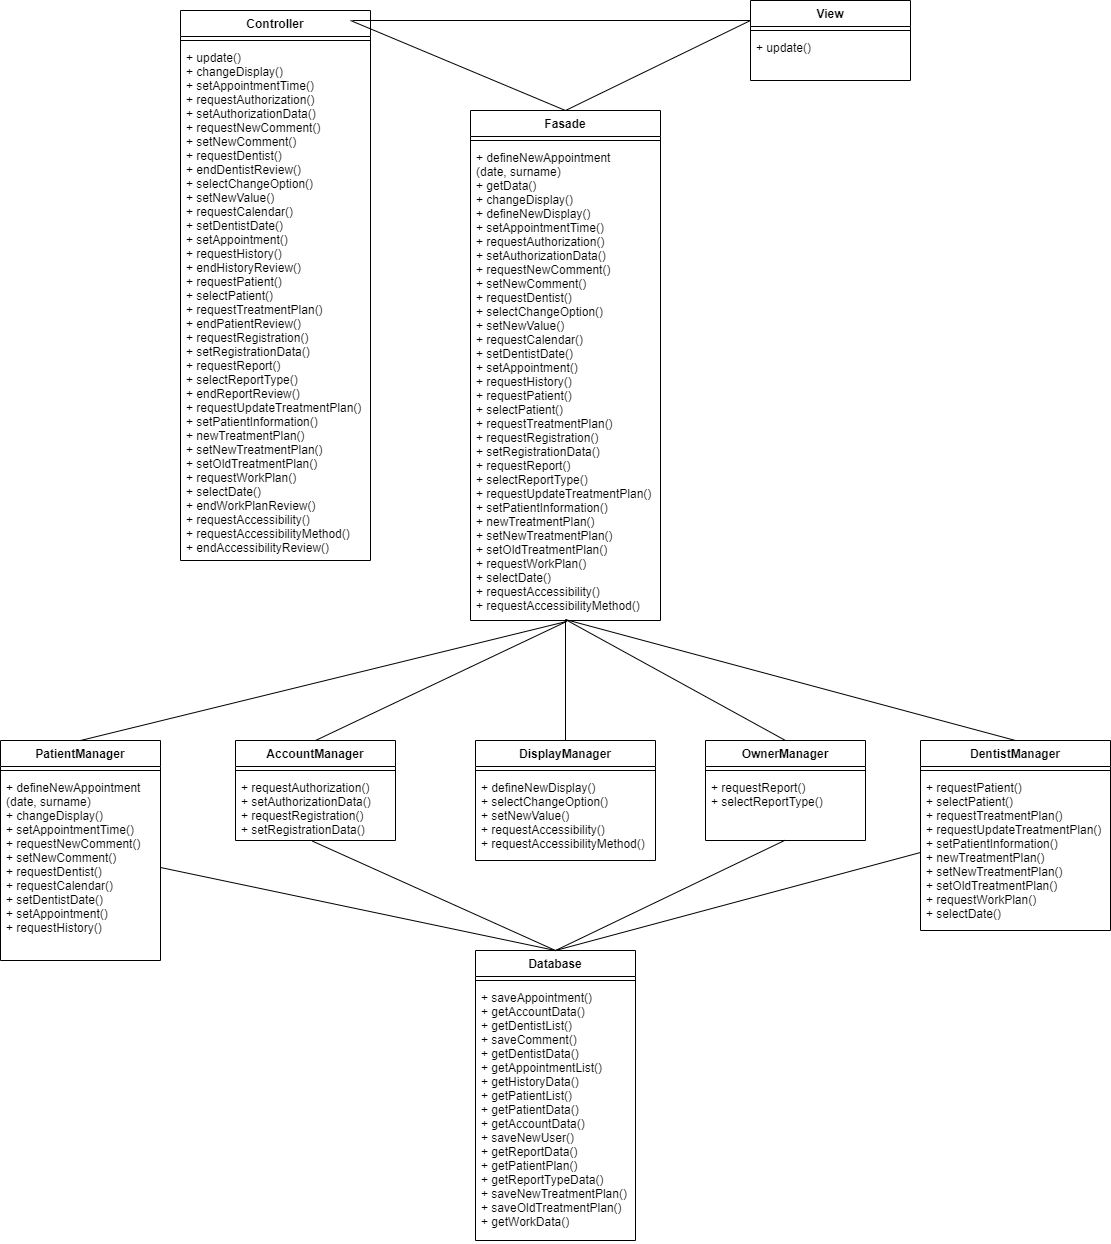 Controller
+ update()
+ changeDisplay()
+ setAppointmentTime()
+ requestAuthorization()
+ setAuthorizationData()
+ requestNewComment()
+ setNewComment()
+ requestDentist()
+ endDentistReview()
+ selectChangeOption()
+ setNewValue()
+ requestCalendar()
+ setDentistDate()
+ setAppointment()
+ requestHistory()
+ endHistoryReview()
+ requestPatient()
+ selectPatient()
+ requestTreatmentPlan()
+ endPatientReview()
+ requestRegistration()
+ setRegistrationData()
+ requestReport()
+ selectReportType()
+ endReportReview()
+ requestUpdateTreatmentPlan()
+ setPatientInformation()
+ newTreatmentPlan()
+ setNewTreatmentPlan()
+ setOldTreatmentPlan()
+ requestWorkPlan()
+ selectDate()
+ endWorkPlanReview()
+ requestAccessibility()
+ requestAccessibilityMethod()
+ endAccessibilityReview()
View
+ update()
Fasade
+ defineNewAppointment
(date, surname)
+ getData()
+ changeDisplay()
+ defineNewDisplay()
+ setAppointmentTime()
+ requestAuthorization()
+ setAuthorizationData()
+ requestNewComment()
+ setNewComment()
+ requestDentist()
+ selectChangeOption()
+ setNewValue()
+ requestCalendar()
+ setDentistDate()
+ setAppointment()
+ requestHistory()
+ requestPatient()
+ selectPatient()
+ requestTreatmentPlan()
+ requestRegistration()
+ setRegistrationData()
+ requestReport()
+ selectReportType()
+ requestUpdateTreatmentPlan()
+ setPatientInformation()
+ newTreatmentPlan()
+ setNewTreatmentPlan()
+ setOldTreatmentPlan()
+ requestWorkPlan()
+ selectDate()
+ requestAccessibility()
+ requestAccessibilityMethod()
PatientManager
+ defineNewAppointment
(date, surname)
+ changeDisplay()
+ setAppointmentTime()
+ requestNewComment()
+ setNewComment()
+ requestDentist()
+ requestCalendar()
+ setDentistDate()
+ setAppointment()
+ requestHistory()
AccountManager
+ requestAuthorization()
+ setAuthorizationData()
+ requestRegistration()
+ setRegistrationData()
DisplayManager
+ defineNewDisplay()
+ selectChangeOption()
+ setNewValue()
+ requestAccessibility()
+ requestAccessibilityMethod()
OwnerManager
+ requestReport()
+ selectReportType()
DentistManager
+ requestPatient()
+ selectPatient()
+ requestTreatmentPlan()
+ requestUpdateTreatmentPlan()
+ setPatientInformation()
+ newTreatmentPlan()
+ setNewTreatmentPlan()
+ setOldTreatmentPlan()
+ requestWorkPlan()
+ selectDate()
Database
+ saveAppointment()
+ getAccountData()
+ getDentistList()
+ saveComment()
+ getDentistData()
+ getAppointmentList()
+ getHistoryData()
+ getPatientList()
+ getPatientData()
+ getAccountData()
+ saveNewUser()
+ getReportData()
+ getPatientPlan()
+ getReportTypeData()
+ saveNewTreatmentPlan()
+ saveOldTreatmentPlan()
+ getWorkData()